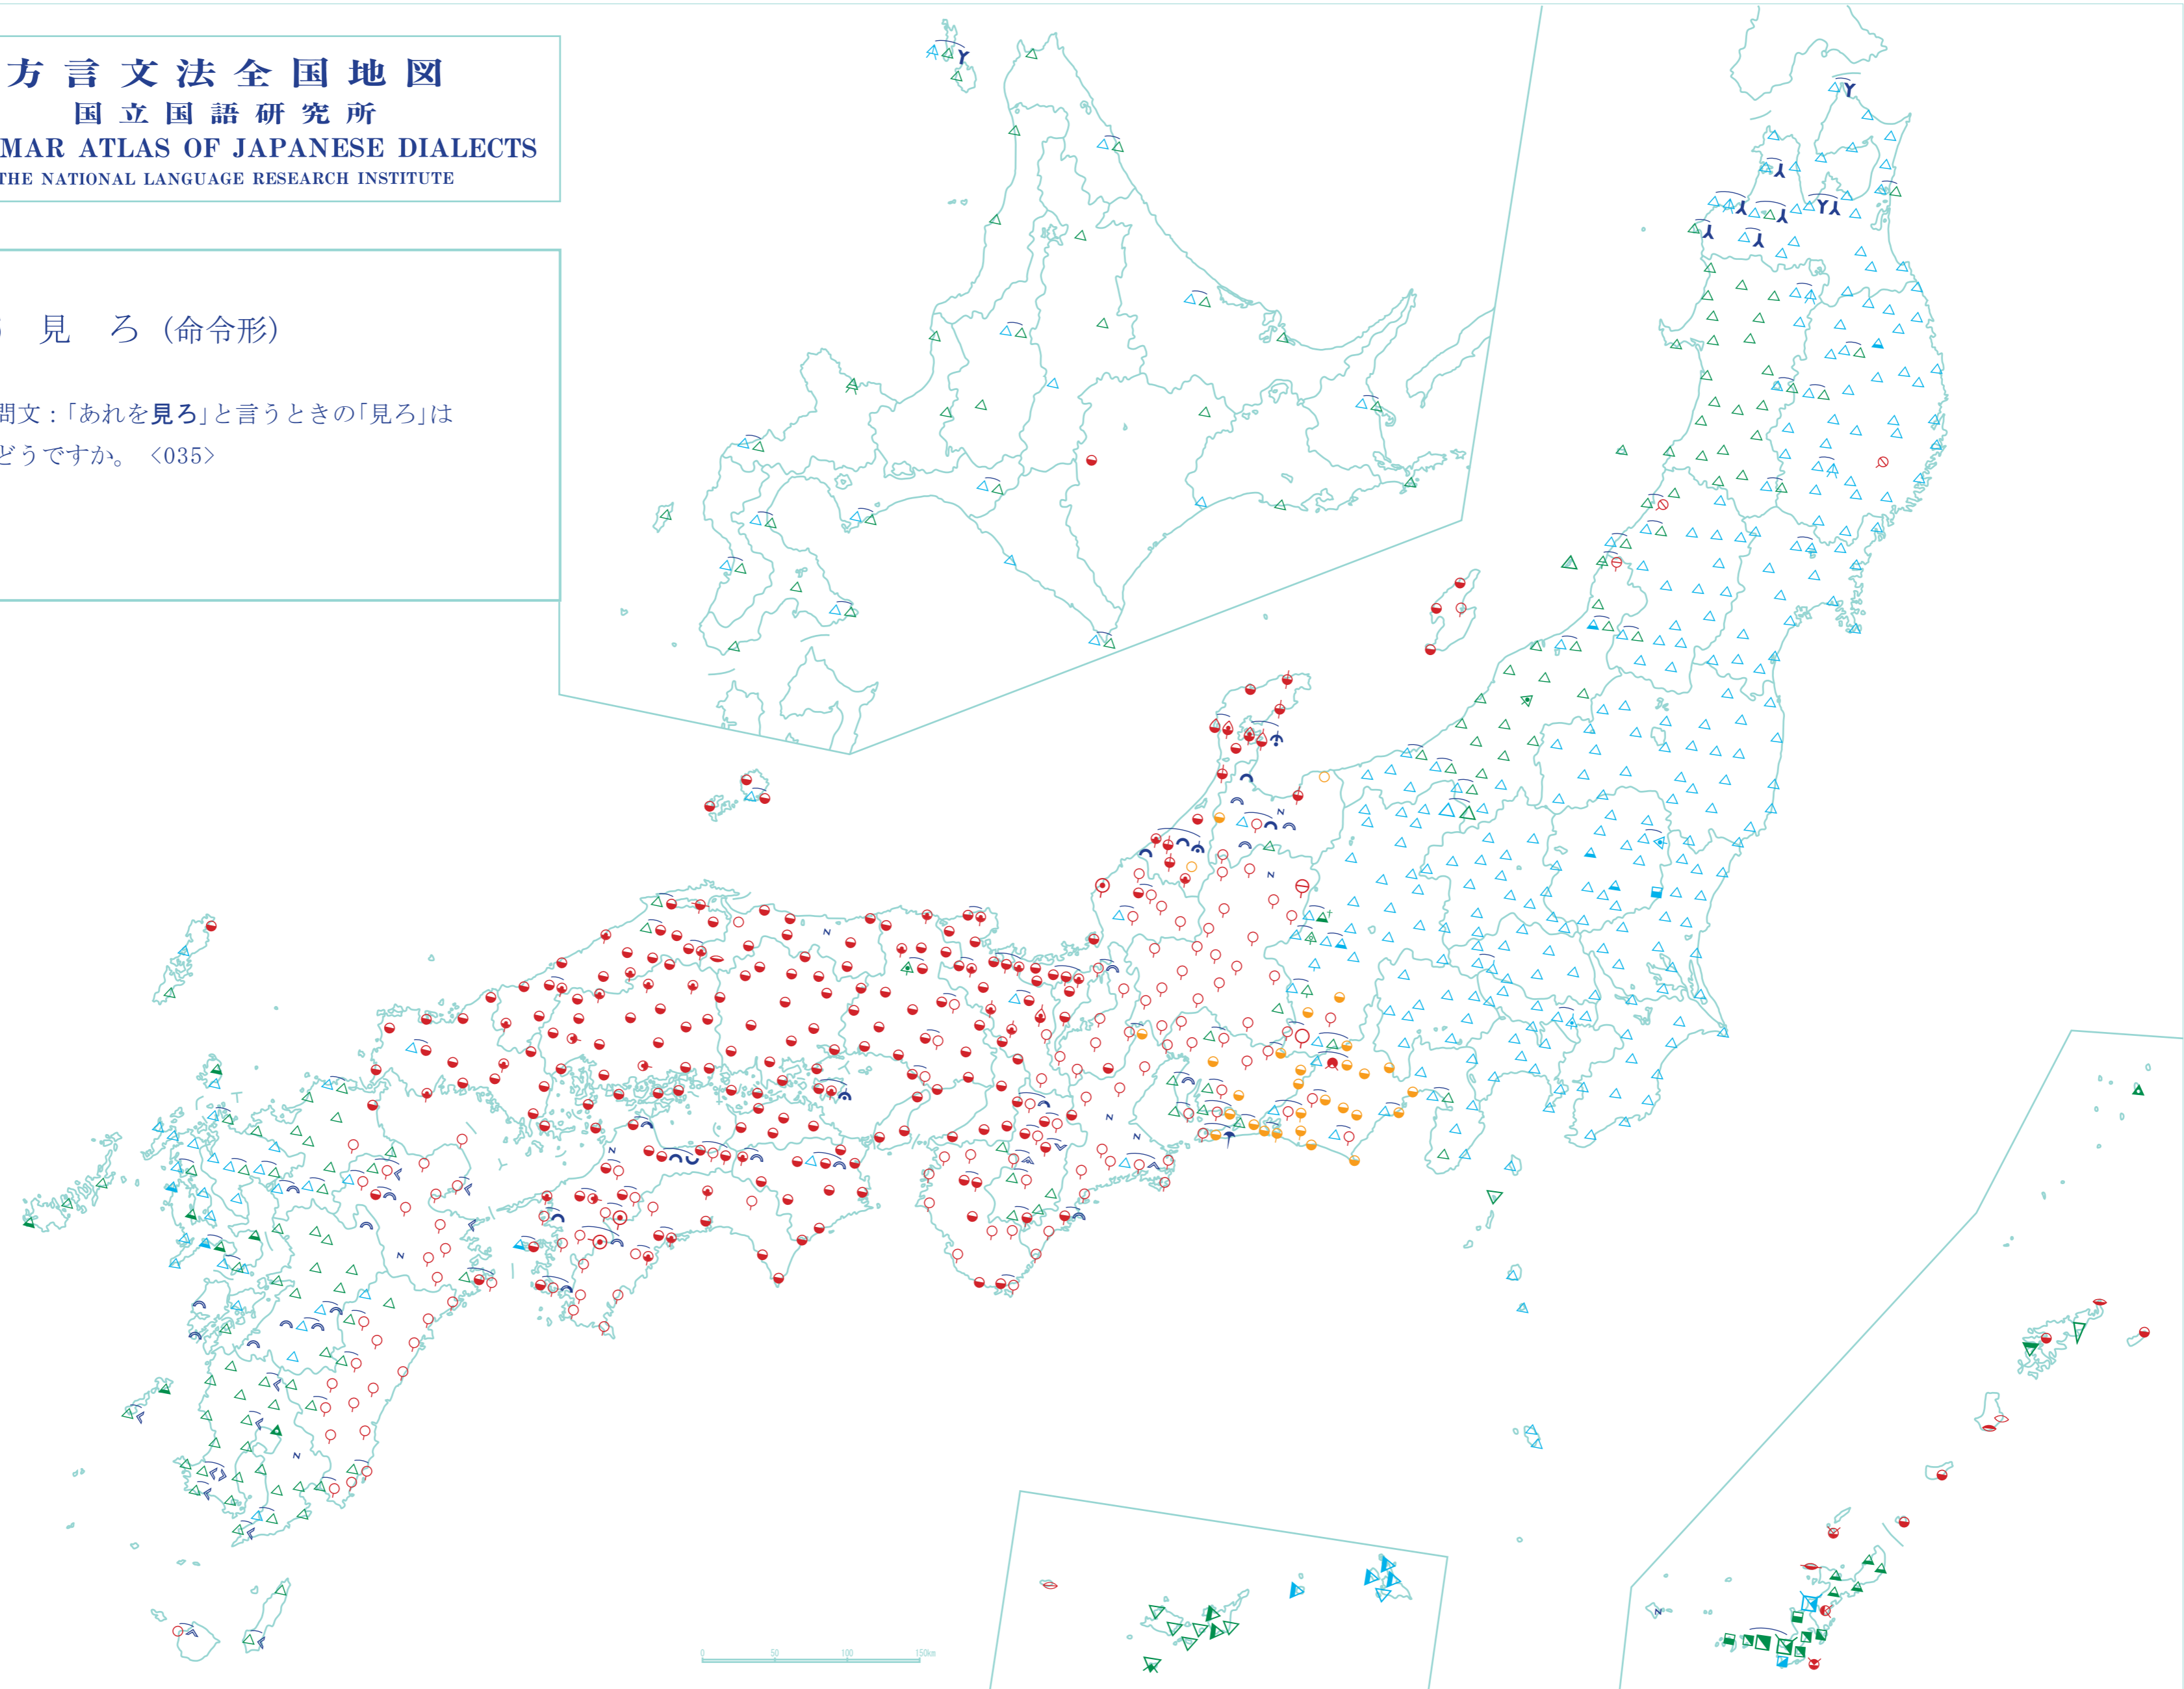 方言文法全国地図
国立国語研究所
MAR ATLAS OF JAPANESE DIALECTS
THE NATIONAL LANGUAGE RESEARCH INSTITUTE
見ろ(命令形)
問文:「あれを見ろ」と言うときの「見ろ」は
どうですか。〈035〉
0 50 100 150km